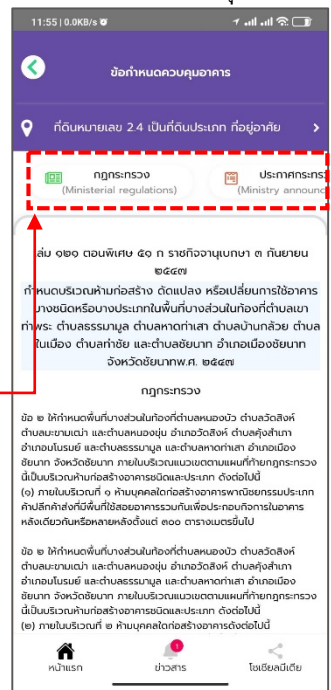 11:55 | 0.0KB/s
ข้อกำหนดควบคุมอาคาร
ที่ดินหมายเลข 2.4 เป็นที่ดินประเภท ที่อยู่อาศัย
กฎกระทรวง
(Ministerial regulations)
ประกาศกระทร
(Ministry announc
ล่ม ๑๒๑ ตอนพิเศษ ๕๑ ก ราชกิจจานุเบกษา ๓ กันยายน
๒๕๔๗
กำหนดบริเวณห้ามก่อสร้าง ดัดแปลง หรือเปลี่ยนการใช้อาคาร
บางชนิดหรือบางประเภทในพื้นที่บางส่วนในท้องที่ตำบลเขา
ท่าพระ ตำบลธรรมามูล ตำบลหาดท่าเสา ตำบลบ้านกล้วย ตำบล
ในเมือง ตำบลท่าชัย และตำบลชัยนาท อำเภอเมืองชัยนาท
จังหวัดชัยนาทพ.ศ. ๒๕๔๗
กฎกระทรวง
ข้อ ๒ ให้กำหนดพื้นที่บางส่วนในท้องที่ตำบลหนองบัว ตำบลวัดสิงห์
ตำบลมะขามเฒ่า และตำบลหนองขุ่น อำเภอวัดสิงห์ ตำบลคุ้งสำเภา
อำเภอมโนรมย์ และตำบลธรรมามูล ตำบลหาดท่าเสา อำเภอเมือง
ชัยนาท จังหวัดชัยนาท ภายในบริเวณแนวเขตตามแผนที่ท้ายกฎกระทรวง
นี้เป็นบริเวณห้ามก่อสร้างอาคารชนิดและประเภท ดังต่อไปนี้
(๑) ภายในบริเวณที่ ๑ ห้ามบุคคลใดก่อสร้างอาคารพาณิชยกรรมประเภท
ค้าปลีกค้าส่งที่มีพื้นที่ใช้สอยอาคารรวมกันเพื่อประกอบกิจการในอาคาร
หลังเดียวกันหรือหลายหลังตั้งแต่ ๓๐๐ ตารางเมตรขึ้นไป
ข้อ ๒ ให้กำหนดพื้นที่บางส่วนในท้องที่ตำบลหนองบัว ตำบลวัดสิงห์
ตำบลมะขามเฒ่า และตำบลหนองขุ่น อำเภอวัดสิงห์ ตำบลคุ้งสำเภา
อำเภอมโนรมย์ และตำบลธรรมามูล ตำบลหาดท่าเสา อำเภอเมือง
ชัยนาท จังหวัดชัยนาท ภายในบริเวณแนวเขตตามแผนที่ท้ายกฎกระทรวง
นี้เป็นบริเวณห้ามก่อสร้างอาคารชนิดและประเภท ดังต่อไปนี้
(๒) ภายในบริเวณที่ ๒ ห้ามบุคคลใดก่อสร้างอาคารดังต่อไปนี้
1
หน้าแรก
ข่าวสาร
โซเชียลมีเดีย